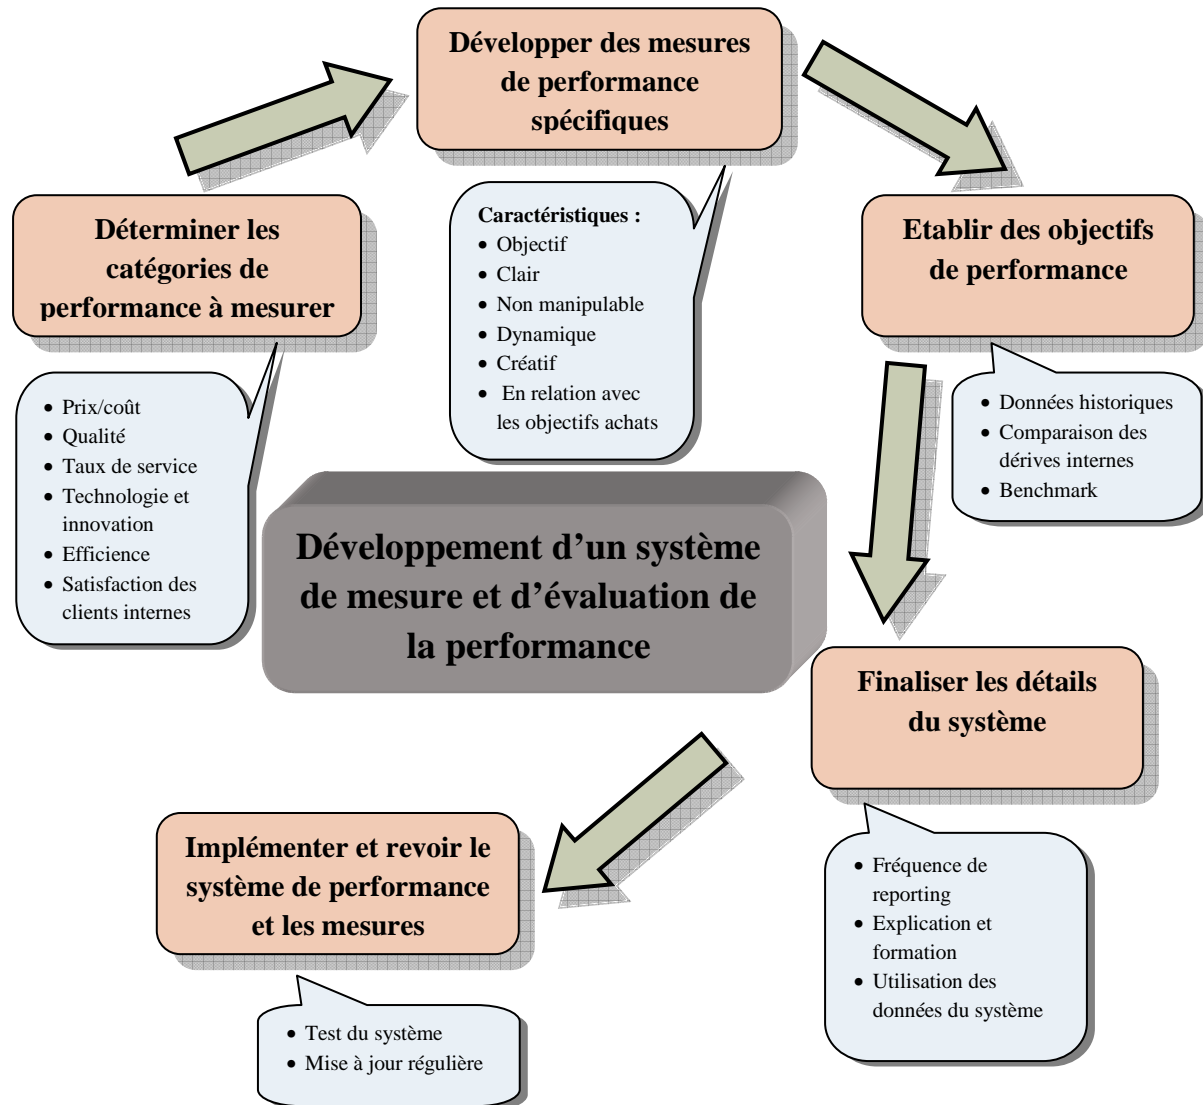 Développer des mesures
de performance
spécifiques
Déterminer les
catégories de
performance à mesurer
Caractéristiques :
• Objectif
• Clair
• Non manipulable
• Dynamique
• Créatif
• En relation avec
les objectifs achats
Etablir des objectifs
de performance
• Prix/coût
• Qualité
• Taux de service
• Technologie et
innovation
• Efficience
• Satisfaction des
clients internes
• Données historiques
• Comparaison des
dérives internes
• Benchmark
Développement d’un système
de mesure et d’évaluation de
la performance
Finaliser les détails
du système
Implémenter et revoir le
système de performance
et les mesures
• Fréquence de
reporting
• Explication et
formation
• Utilisation des
données du système
• Test du système
• Mise à jour régulière